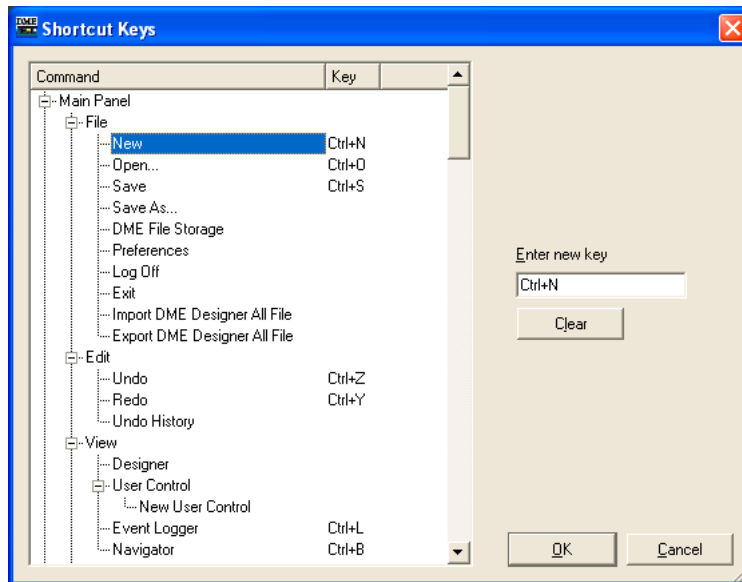 DME
Shortcut Keys
Command Key
Main Panel
File
New Ctrl+N
Open... Ctrl+O
Save Ctrl+S
Save As...
DME File Storage
Preferences
Log Off
Exit
Import DME Designer All File
Export DME Designer All File
Edit
Undo Ctrl+Z
Redo Ctrl+Y
Undo History
View
Designer
User Control
New User Control
Event Logger Ctrl+L
Navigator Ctrl+B
Enter new key
Ctrl+N
Clear
OK Cancel